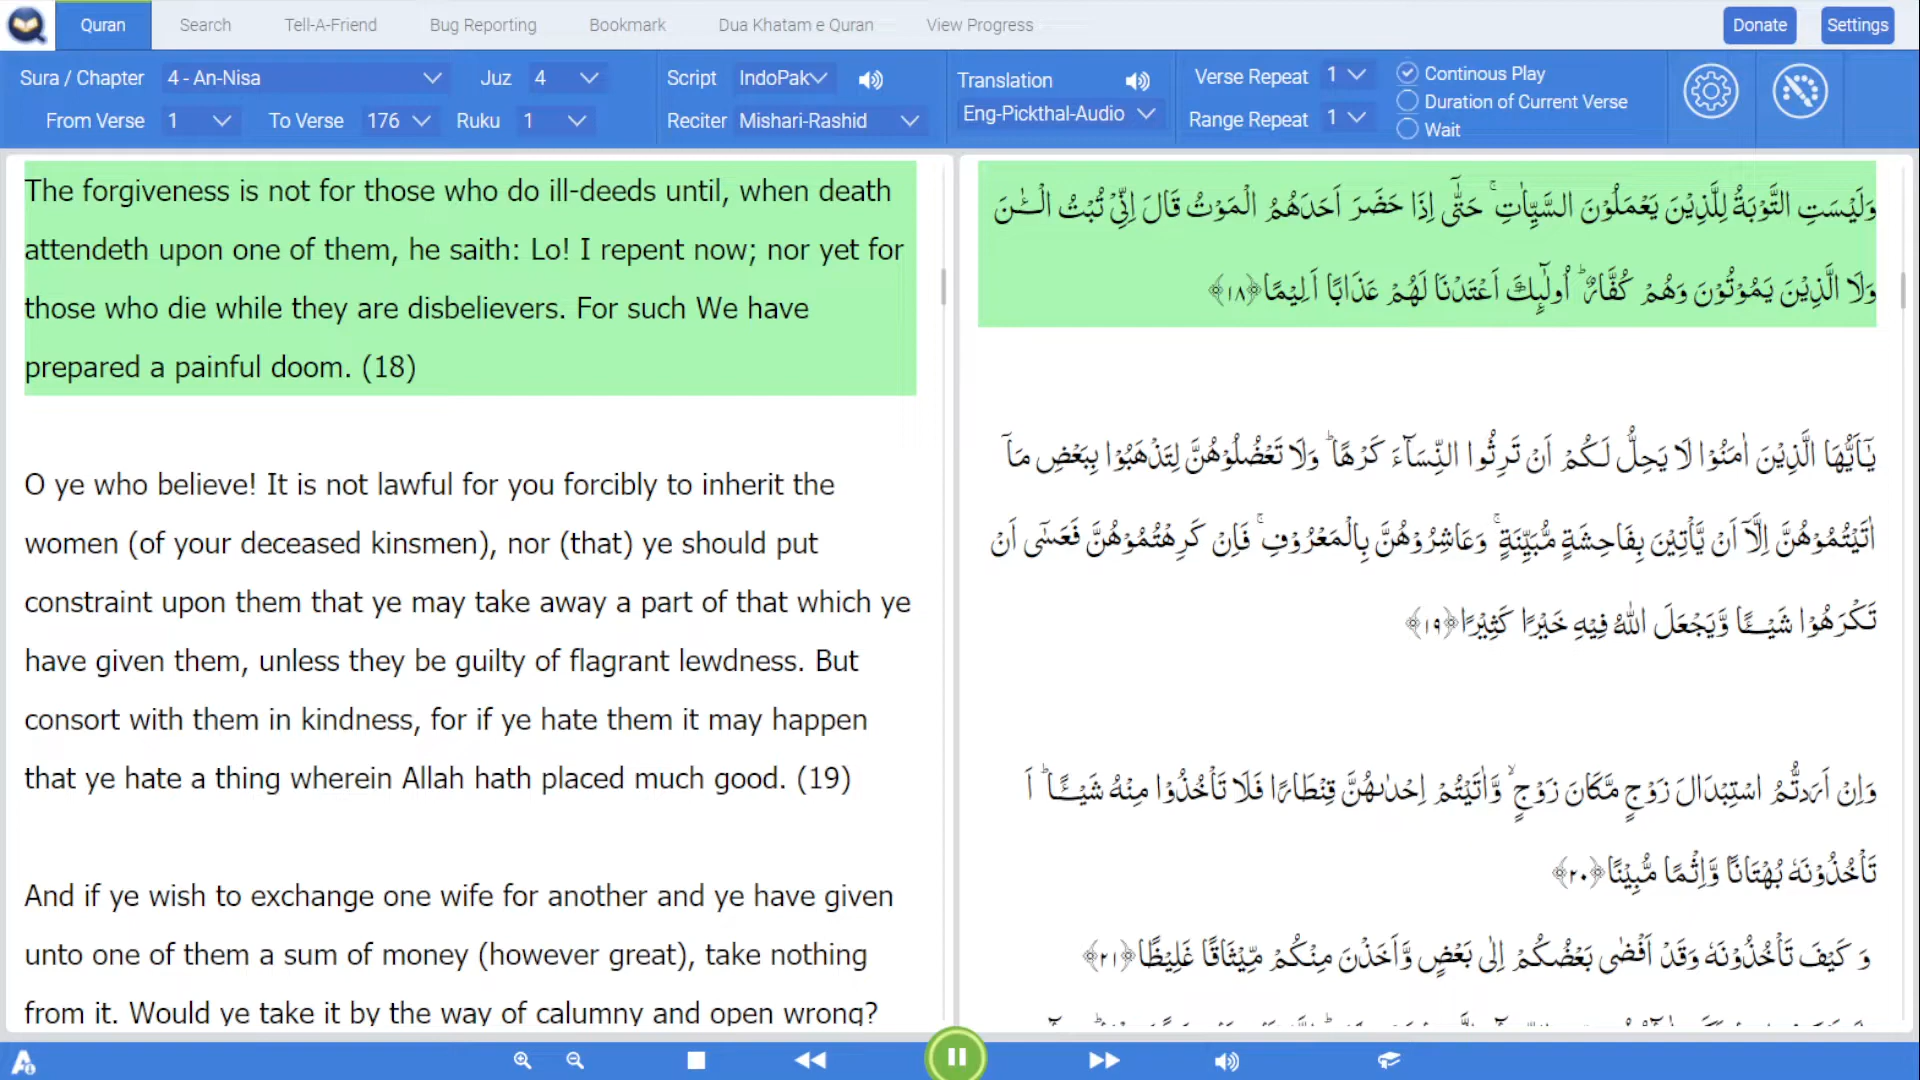 Quran Search Tell-A-Friend Bug Reporting Bookmark Dua Khatam e Quran View Progress Donate Settings
Sura / Chapter 4 - An-Nisa Juz 4
From Verse 1 To Verse 176 Ruku 1
Script IndoPak
Reciter Mishari-Rashid
Translation
Eng-Pickthal-Audio
Verse Repeat 1
Range Repeat 1
Continous Play
Duration of Current Verse
Wait
The forgiveness is not for those who do ill-deeds until, when death
attendeth upon one of them, he saith: Lo! I repent now; nor yet for
those who die while they are disbelievers. For such We have
prepared a painful doom. (18)
O ye who believe! It is not lawful for you forcibly to inherit the
women (of your deceased kinsmen), nor (that) ye should put
constraint upon them that ye may take away a part of that which ye
have given them, unless they be guilty of flagrant lewdness. But
consort with them in kindness, for if ye hate them it may happen
that ye hate a thing wherein Allah hath placed much good. (19)
And if ye wish to exchange one wife for another and ye have given
unto one of them a sum of money (however great), take nothing
from it. Would ye take it by the way of calumny and open wrong?
وَلَيْسَتِ التَّوْبَةُ لِلَّذِيْنَ يَعْمَلُوْنَ السَّيِّاٰتِ ۚ حَتّٰٓى اِذَا حَضَرَ اَحَدَهُمُ الْمَوْتُ قَالَ اِنِّىْ تُبْتُ الْـــٰٔنَ
وَلَا الَّذِيْنَ يَمُوْتُوْنَ وَهُمْ كُفَّارٌ ؕ اُولٰٓٮِٕكَ اَعْتَدْنَا لَهُمْ عَذَابًا اَ لِيْمًا﴿۱۸﴾
يٰۤـاَيُّهَا الَّذِيْنَ اٰمَنُوْا لَا يَحِلُّ لَـكُمْ اَنْ تَرِثُوا النِّسَآءَ كَرْهًا ؕ وَلَا تَعْضُلُوْهُنَّ لِتَذْهَبُوْا بِبَعْضِ مَاۤ
اٰتَيْتُمُوْهُنَّ اِلَّاۤ اَنْ يَّاْتِيْنَ بِفَاحِشَةٍ مُّبَيِّنَةٍ ۚ وَعَاشِرُوْهُنَّ بِالْمَعْرُوْفِ ۚ فَاِنْ كَرِهْتُمُوْهُنَّ فَعَسٰۤى اَنْ
تَكْرَهُوْا شَيْـــًٔا وَّيَجْعَلَ اللّٰهُ فِيْهِ خَيْرًا كَثِيْرًا﴿۱۹﴾
وَاِنْ اَرَدْتُّمُ اسْتِبْدَالَ زَوْجٍ مَّكَانَ زَوْجٍ ۙ وَّاٰتَيْتُمْ اِحْدٰٮهُنَّ قِنْطَارًا فَلَا تَاْخُذُوْا مِنْهُ شَيْـــًٔا ؕ اَ
تَاْخُذُوْنَهٗ بُهْتَانًا وَّاِثْمًا مُّبِيْنًا﴿۲۰﴾
وَ كَيْفَ تَاْخُذُوْنَهٗ وَقَدْ اَفْضٰى بَعْضُكُمْ اِلٰى بَعْضٍ وَّاَخَذْنَ مِنْكُمْ مِّيْثَاقًا غَلِيْظًا﴿۲۱﴾